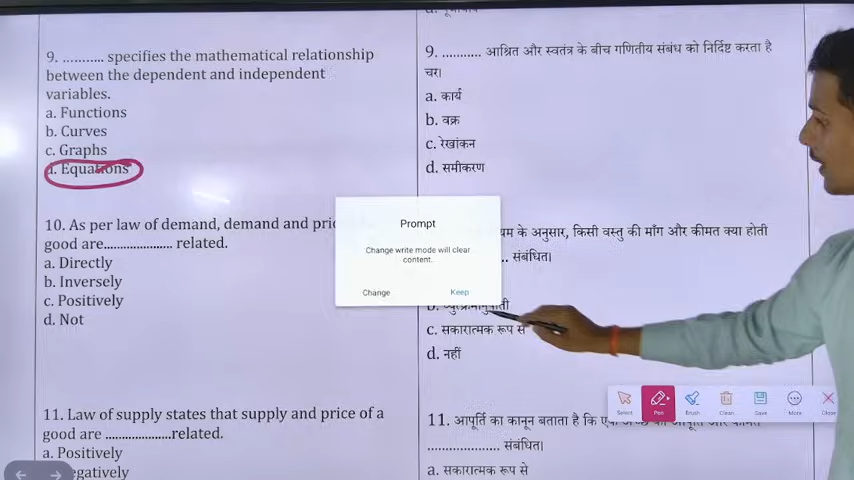 9. ........... specifies the mathematical relationship
between the dependent and independent
variables.
a. Functions
b. Curves
c. Graphs
d. Equations
10. As per law of demand, demand and
good are..................... related.
a. Directly
b. Inversely
c. Positively
d. Not
11. Law of supply states that supply and price of a
good are .....................related.
a. Positively
9. ........... आश्रित और स्वतंत्र के बीच गणितीय संबंध को निर्दिष्ट करता है
चर।
a. कार्य
b. वक्र
c. रेखांकन
d. समीकरण
के अनुसार, किसी वस्तु की माँग और कीमत क्या होती
संबंधित।
c. सकारात्मक रूप से
d. नहीं
11. आपूर्ति का कानून बताता है कि
..................... संबंधित।
a. सकारात्मक रूप से
Prompt
Change write mode will clear
content.
Change Keep
Select Pen Brush Clean Save More Close